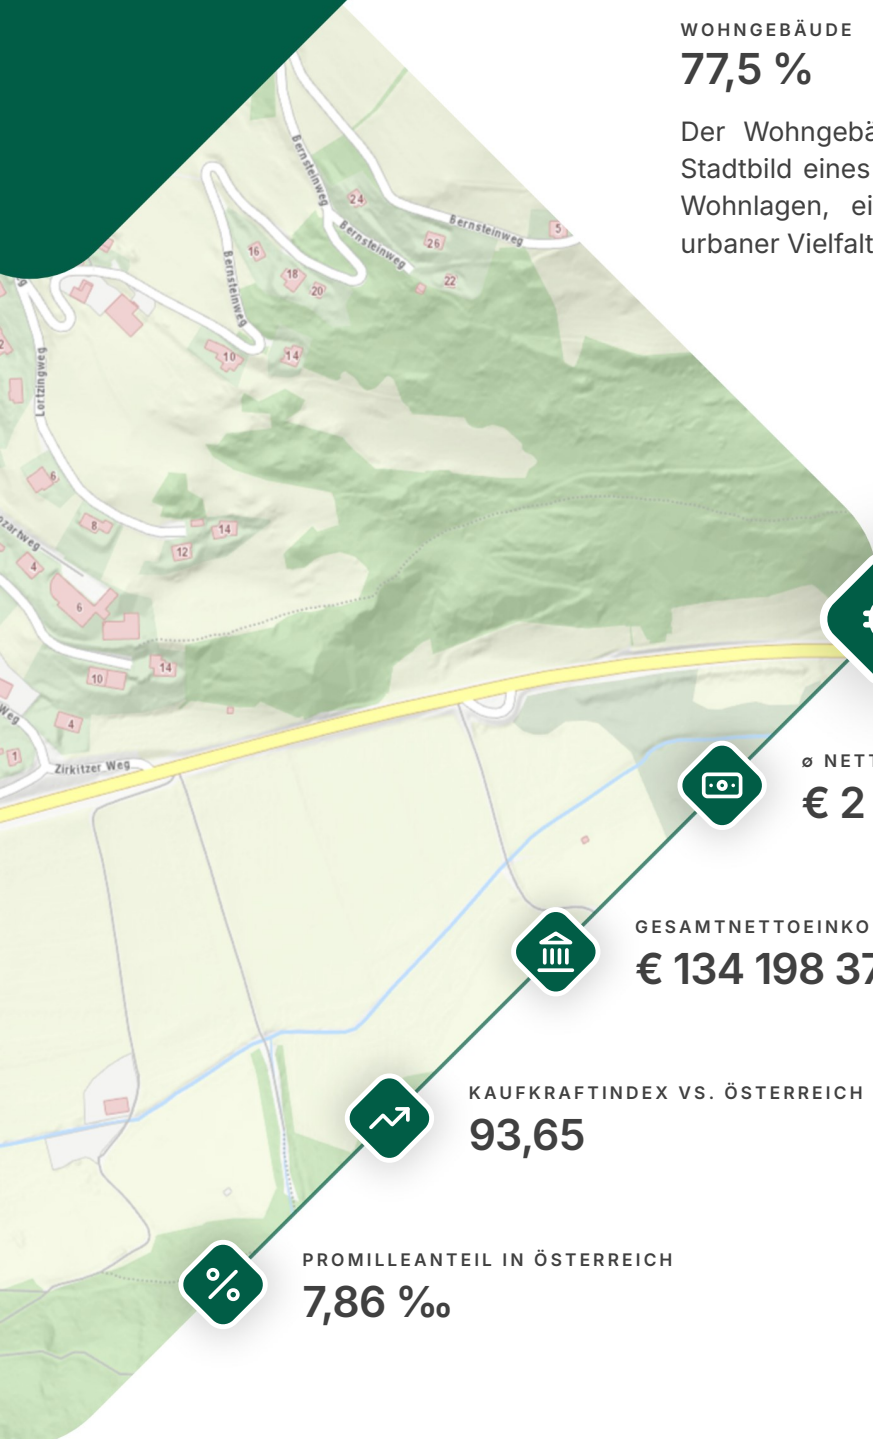 WOHNGEBÄUDE
77,5 %
Der Wohngebä
Stadtbild eines
Wohnlagen, ei
urbaner Vielfalt
Bernsteinweg
24
Bernsteinweg
5
Bernsteinweg
26
16
Bernsteinweg
18
20
22
10
14
Lortzingweg
6
8
14
12
zartweg
4
6
14
10
4
Weg
1
Zirkitzer Weg
ø NETT
€ 2
GESAMTNETTOEINKO
€ 134 198 37
KAUFKRAFTINDEX VS. ÖSTERREICH
93,65
PROMILLEANTEIL IN ÖSTERREICH
7,86 ‰